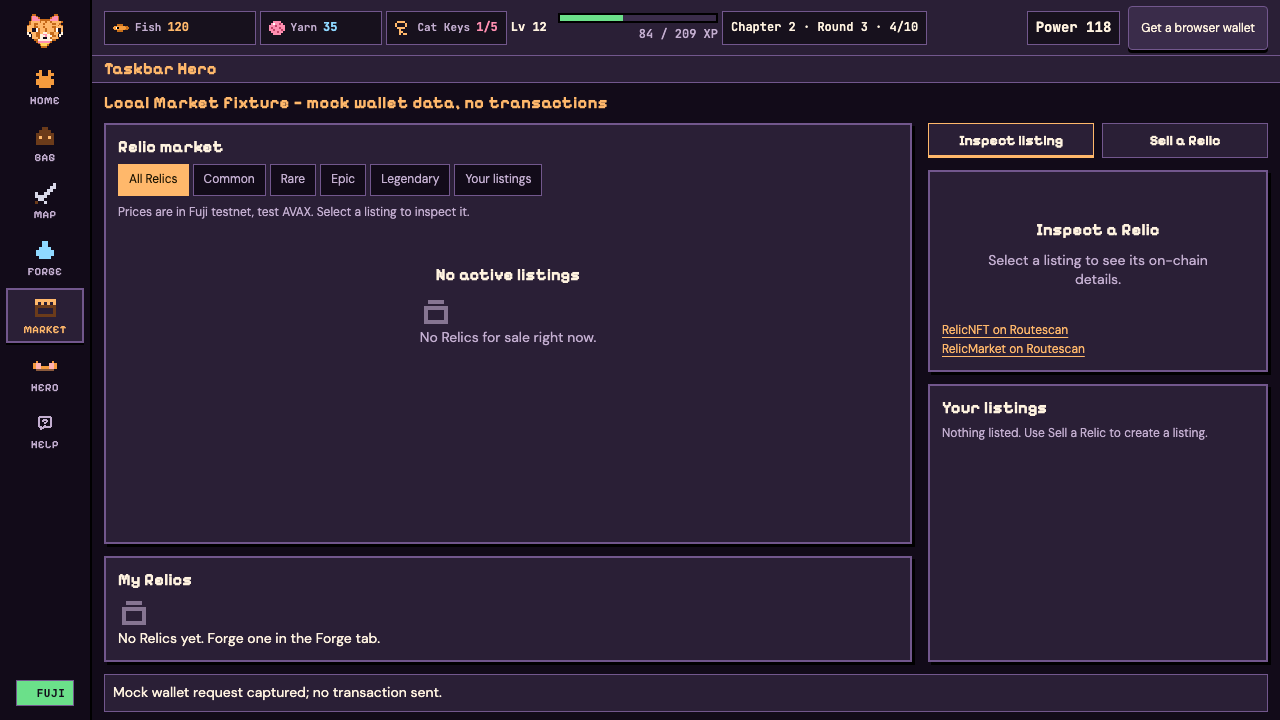 Fish 120
Yarn 35
Cat Keys 1/5
Lv 12
84 / 209 XP
Chapter 2 · Round 3 · 4/10
Power 118
Get a browser wallet
HOME
BAG
MAP
FORGE
MARKET
HERO
HELP
FUJI
Taskbar Hero
Local Market Fixture - mock wallet data, no transactions
Relic market
All Relics
Common
Rare
Epic
Legendary
Your listings
Prices are in Fuji testnet, test AVAX. Select a listing to inspect it.
No active listings
No Relics for sale right now.
My Relics
No Relics yet. Forge one in the Forge tab.
Inspect listing
Sell a Relic
Inspect a Relic
Select a listing to see its on-chain
details.
RelicNFT on Routescan
RelicMarket on Routescan
Your listings
Nothing listed. Use Sell a Relic to create a listing.
Mock wallet request captured; no transaction sent.